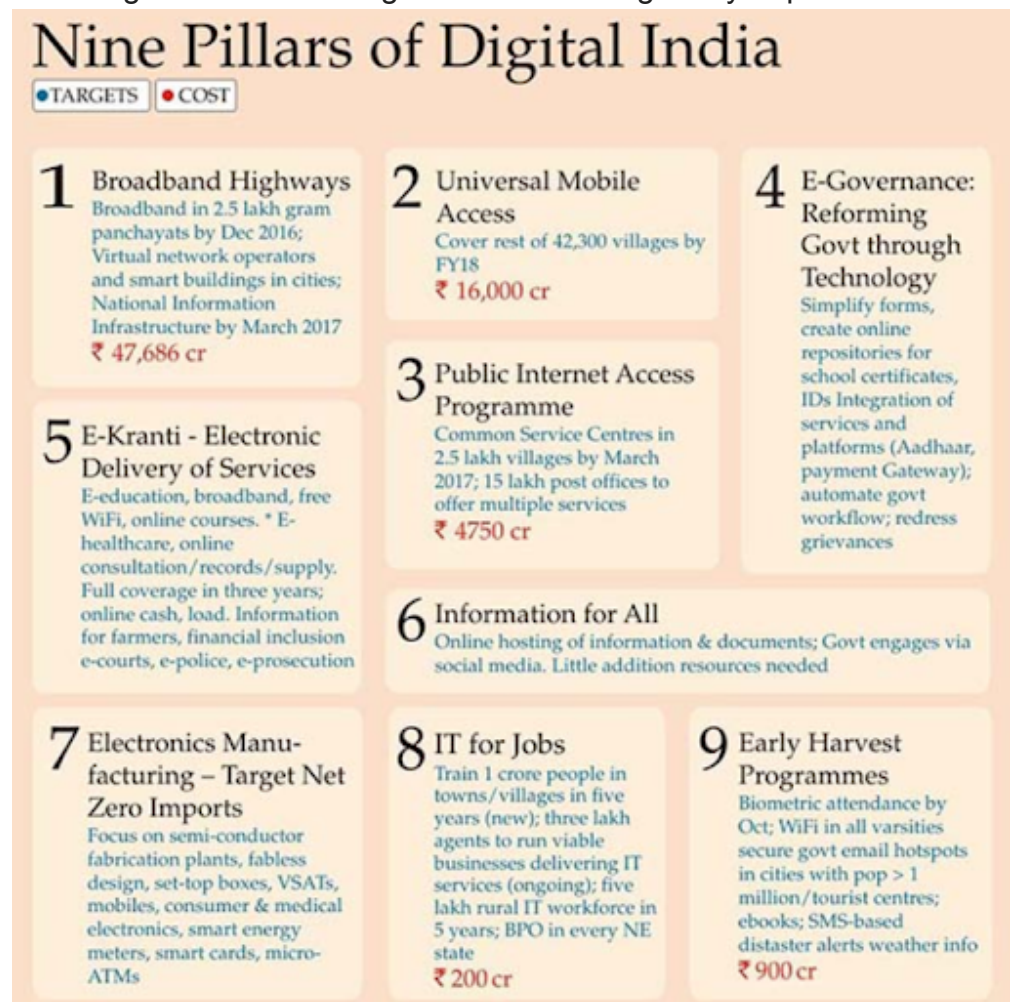 Nine Pillars of Digital India
•TARGETS •COST
1 Broadband Highways
Broadband in 2.5 lakh gram
panchayats by Dec 2016;
Virtual network operators
and smart buildings in cities;
National Information
Infrastructure by March 2017
₹ 47,686 cr
2 Universal Mobile
Access
Cover rest of 42,300 villages by
FY18
₹ 16,000 cr
3 Public Internet Access
Programme
Common Service Centres in
2.5 lakh villages by March
2017; 15 lakh post offices to
offer multiple services
₹ 4750 cr
4 E-Governance:
Reforming
Govt through
Technology
Simplify forms,
create online
repositories for
school certificates,
IDs Integration of
services and
platforms (Aadhaar,
payment Gateway);
automate govt
workflow; redress
grievances
5 E-Kranti - Electronic
Delivery of Services
E-education, broadband, free
WiFi, online courses. * E-
healthcare, online
consultation/records/supply.
Full coverage in three years;
online cash, load. Information
for farmers, financial inclusion
e-courts, e-police, e-prosecution
6 Information for All
Online hosting of information & documents; Govt engages via
social media. Little addition resources needed
7 Electronics Manu-
facturing – Target Net
Zero Imports
Focus on semi-conductor
fabrication plants, fabless
design, set-top boxes, VSATs,
mobiles, consumer & medical
electronics, smart energy
meters, smart cards, micro-
ATMs
8 IT for Jobs
Train 1 crore people in
towns/villages in five
years (new); three lakh
agents to run viable
businesses delivering IT
services (ongoing); five
lakh rural IT workforce in
5 years; BPO in every NE
state
₹ 200 cr
9 Early Harvest
Programmes
Biometric attendance by
Oct; WiFi in all varsities
secure govt email hotspots
in cities with pop > 1
million/tourist centres;
ebooks; SMS-based
distaster alerts weather info
₹ 900 cr